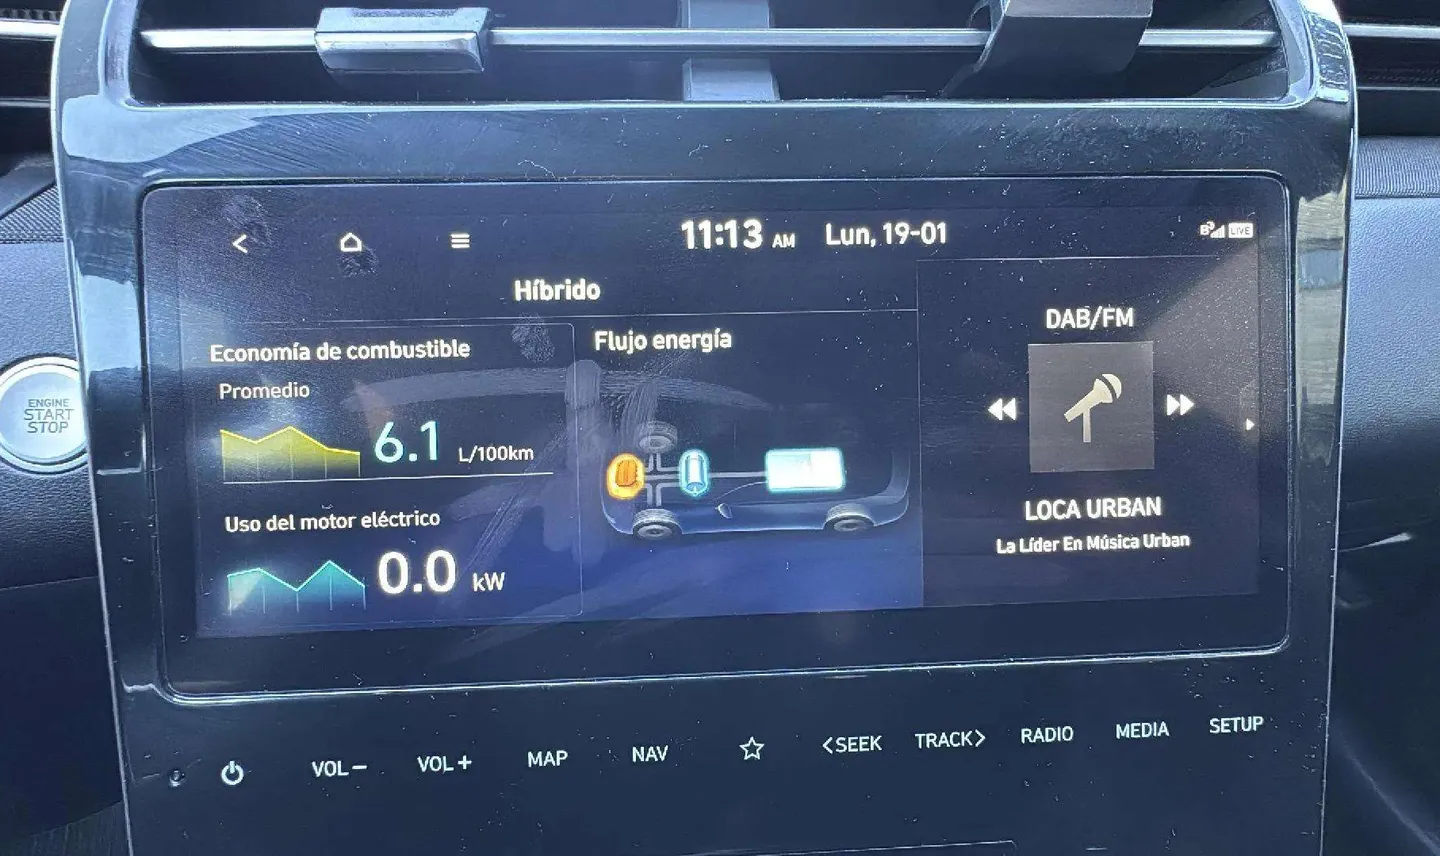 11:13 AM Lun, 19-01
LIVE
Híbrido
Economía de combustible
Promedio
6.1 L/100km
Uso del motor eléctrico
0.0 kW
Flujo energía
DAB/FM
LOCA URBAN
La Líder En Música Urban
ENGINE
START
STOP
VOL− VOL+ MAP NAV <SEEK TRACK> RADIO MEDIA SETUP